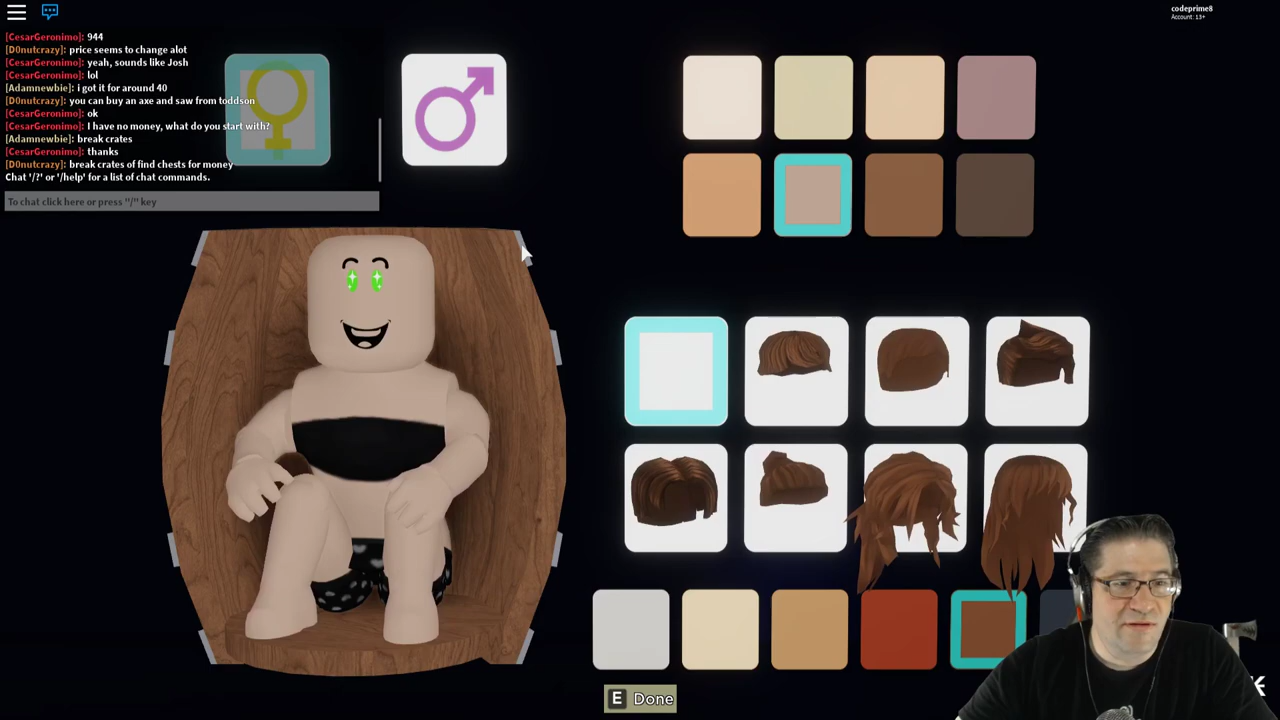 codeprime8
Account: 13+
[CesarGeronimo]: 944
[D0nutcrazy]: price seems to change alot
[CesarGeronimo]: yeah, sounds like Josh
[CesarGeronimo]: lol
[Adamnewbie]: i got it for around 40
[D0nutcrazy]: you can buy an axe and saw from toddson
[CesarGeronimo]: ok
[CesarGeronimo]: I have no money, what do you start with?
[Adamnewbie]: break crates
[CesarGeronimo]: thanks
[D0nutcrazy]: break crates of find chests for money
Chat '/?' or '/help' for a list of chat commands.
To chat click here or press "/" key
E Done